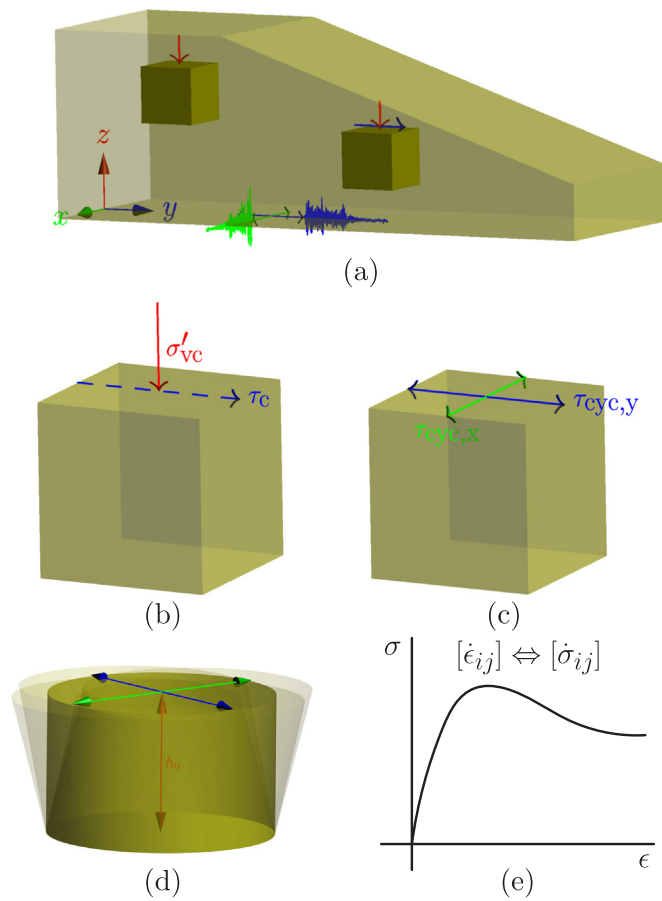 z
x
y
(a)
σ′vc
τc
τcyc,y
τcyc,x
(b)
(c)
h₀
σ
[ϵ̇ij] ⇔ [σ̇ij]
ϵ
(d)
(e)